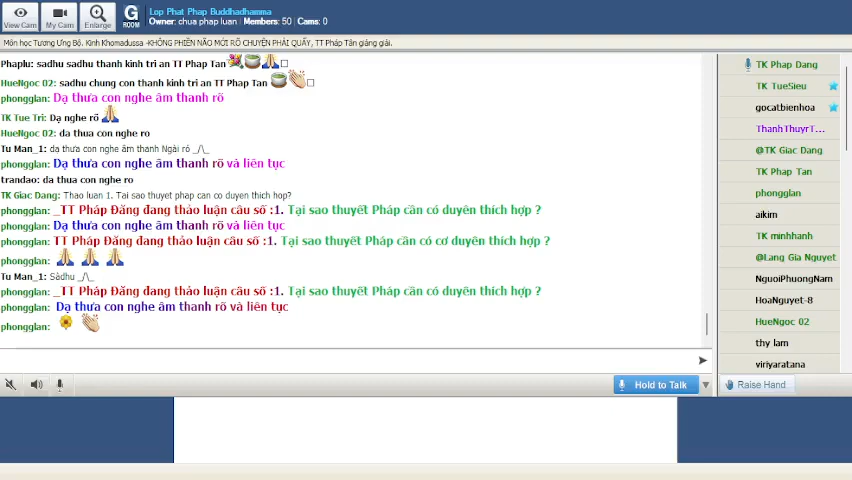 Lop Phat Phap Buddhadhamma
Owner: chua phap luan | Members: 50 | Cams: 0
View Cam
My Cam
Enlarge
G
ROOM
Môn học Tương Ưng Bộ. Kinh Khomadussa -KHÔNG PHIỀN NÃO MỚI RÕ CHUYỆN PHẢI QUẤY, TT Pháp Tân giảng giải.
Phaplu: sadhu sadhu thanh kinh tri an TT Phap Tan
HueNgoc 02: sadhu chung con thanh kinh tri an TT Phap Tan
phongglan: Dạ thưa con nghe âm thanh rõ
TK Tue Tri: Dạ nghe rõ
HueNgoc 02: da thua con nghe ro
Tu Man_1: dạ thưa con nghe âm thanh Ngài rõ _/\_
phongglan: Dạ thưa con nghe âm thanh rõ và liên tục
trandao: da thua con nghe ro
TK Giac Dang: Thao luan 1. Tai sao thuyet phap can co duyen thich hop?
phongglan: _TT Pháp Đăng đang thảo luận câu số :1. Tại sao thuyết Pháp cần có duyên thích hợp ?
phongglan: Dạ thưa con nghe âm thanh rõ và liên tục
phongglan: TT Pháp Đăng đang thảo luận câu số :1. Tại sao thuyết Pháp cần có cơ duyên thích hợp ?
phongglan:
Tu Man_1: Sàdhu _/\_
phongglan: _TT Pháp Đăng đang thảo luận câu số :1. Tại sao thuyết Pháp cần có duyên thích hợp ?
phongglan: Dạ thưa con nghe âm thanh rõ và liên tục
phongglan:
Hold to Talk
TK Phap Dang
TK TueSieu
gocatbienhoa
ThanhThuyrT...
@TK Giac Dang
TK Phap Tan
phongglan
aikim
TK minhhanh
@Lang Gia Nguyet
NguoiPhuongNam
HoaNguyet-8
HueNgoc 02
thy lam
viriyaratana
Raise Hand